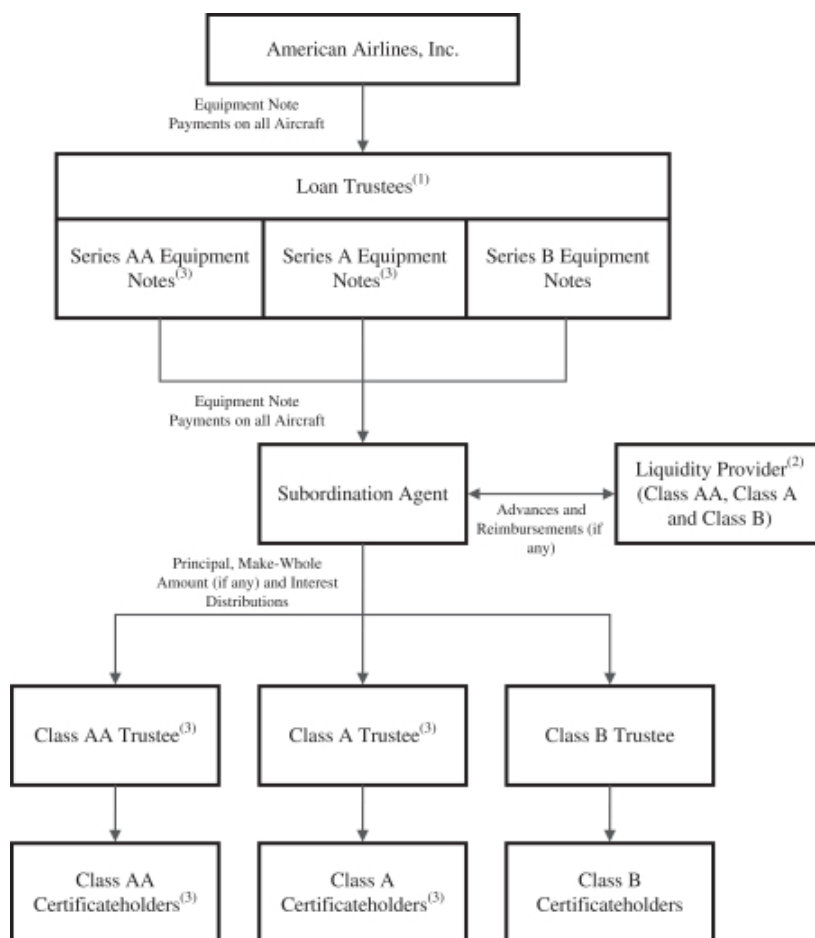 American Airlines, Inc.
Equipment Note
Payments on all Aircraft
Loan Trustees(1)
Series AA Equipment
Notes(3)
Series A Equipment
Notes(3)
Series B Equipment
Notes
Equipment Note
Payments on all Aircraft
Subordination Agent
Advances and
Reimbursements (if
any)
Liquidity Provider(2)
(Class AA, Class A
and Class B)
Principal, Make-Whole
Amount (if any) and Interest
Distributions
Class AA Trustee(3)
Class A Trustee(3)
Class B Trustee
Class AA
Certificateholders(3)
Class A
Certificateholders(3)
Class B
Certificateholders